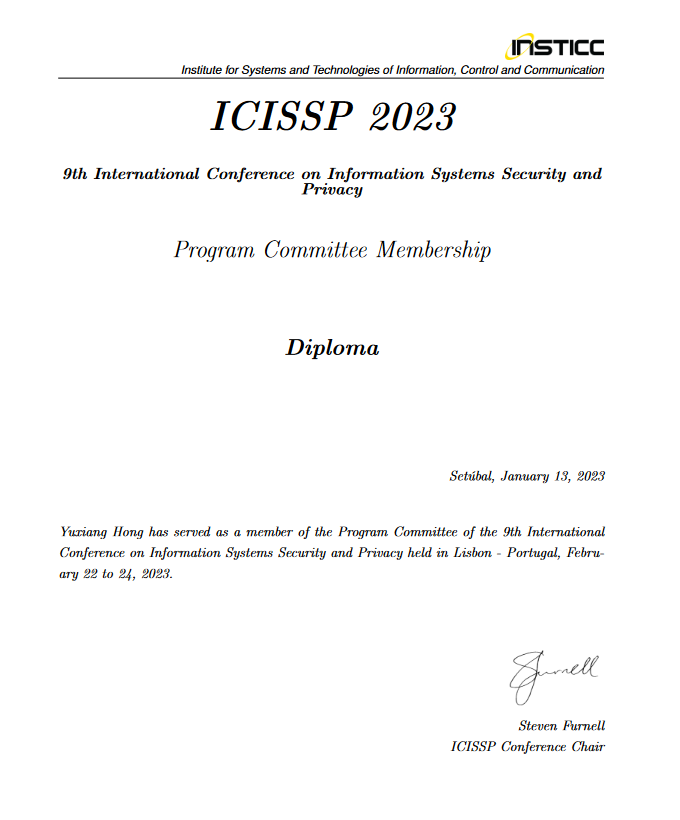 INSTICC
Institute for Systems and Technologies of Information, Control and Communication
ICISSP 2023
9th International Conference on Information Systems Security and
Privacy
Program Committee Membership
Diploma
Setúbal, January 13, 2023
Yuxiang Hong has served as a member of the Program Committee of the 9th International
Conference on Information Systems Security and Privacy held in Lisbon - Portugal, Febru-
ary 22 to 24, 2023.
SFurnell
Steven Furnell
ICISSP Conference Chair